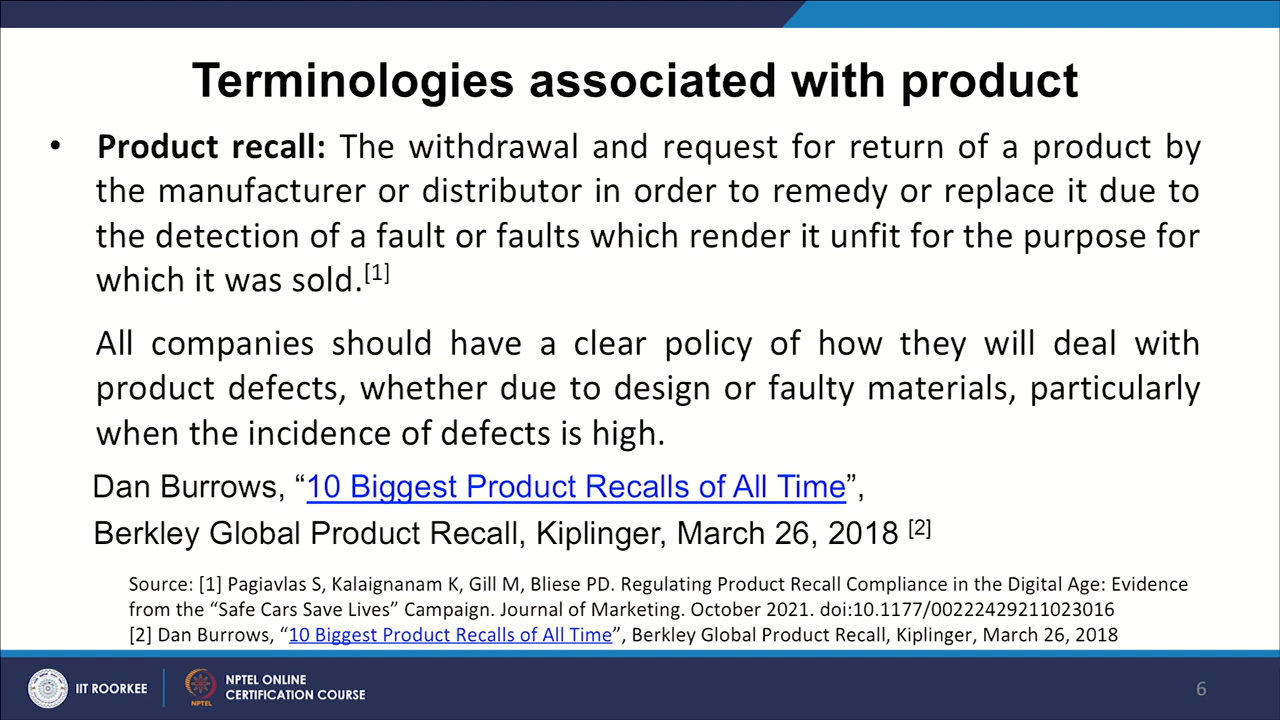 Terminologies associated with product
• Product recall: The withdrawal and request for return of a product by
the manufacturer or distributor in order to remedy or replace it due to
the detection of a fault or faults which render it unfit for the purpose for
which it was sold.[1]
All companies should have a clear policy of how they will deal with
product defects, whether due to design or faulty materials, particularly
when the incidence of defects is high.
Dan Burrows, “10 Biggest Product Recalls of All Time”,
Berkley Global Product Recall, Kiplinger, March 26, 2018 [2]
Source: [1] Pagiavlas S, Kalaignanam K, Gill M, Bliese PD. Regulating Product Recall Compliance in the Digital Age: Evidence
from the “Safe Cars Save Lives” Campaign. Journal of Marketing. October 2021. doi:10.1177/00222429211023016
[2] Dan Burrows, “10 Biggest Product Recalls of All Time”, Berkley Global Product Recall, Kiplinger, March 26, 2018
IIT ROORKEE
NPTEL
NPTEL ONLINE
CERTIFICATION COURSE
6